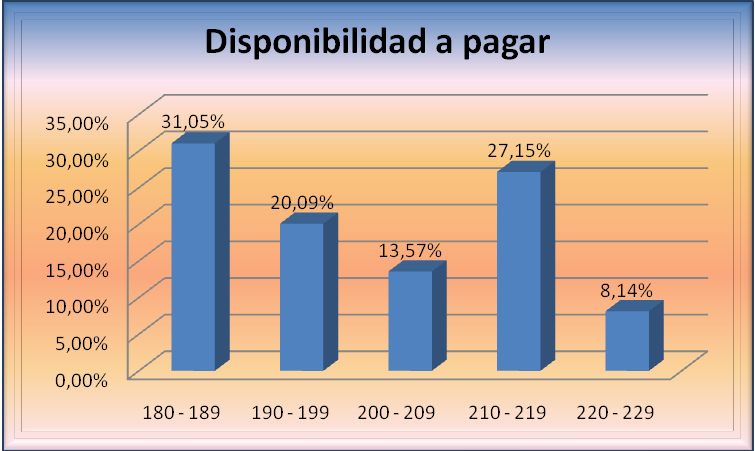 Disponibilidad a pagar
35,00%
30,00%
25,00%
20,00%
15,00%
10,00%
5,00%
0,00%
31,05%
20,09%
13,57%
27,15%
8,14%
180 - 189
190 - 199
200 - 209
210 - 219
220 - 229